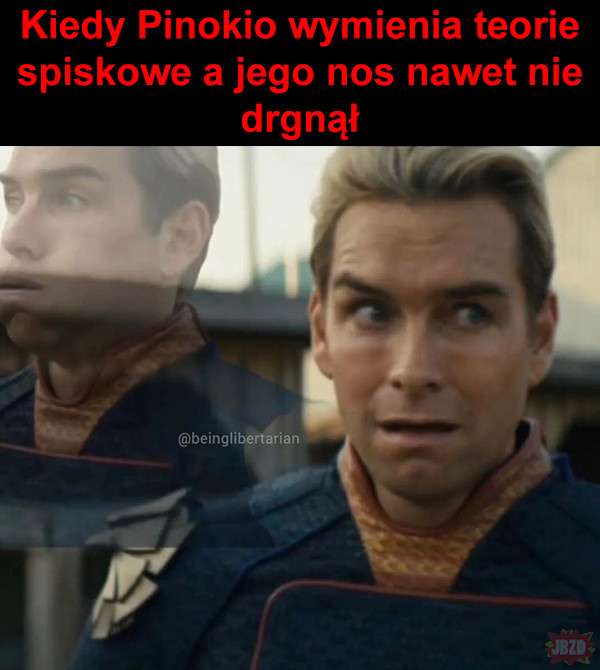 Kiedy Pinokio wymienia teorie
spiskowe a jego nos nawet nie
drgnął
@beinglibertarian
JBZD